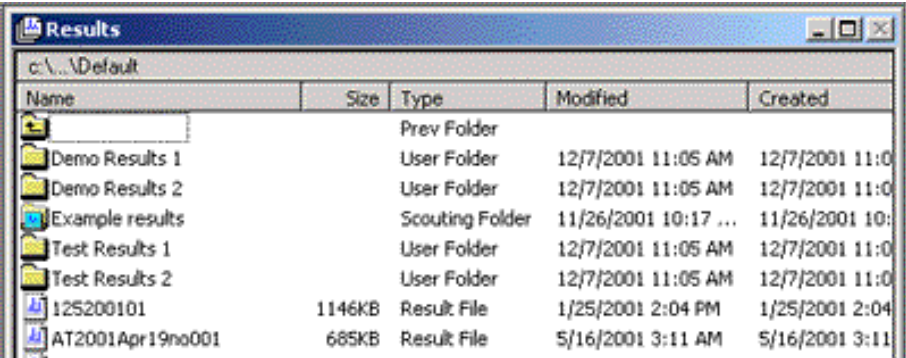 Results
c:\...\Default
Name Size Type Modified Created
Prev Folder
Demo Results 1 User Folder 12/7/2001 11:05 AM 12/7/2001 11:0
Demo Results 2 User Folder 12/7/2001 11:05 AM 12/7/2001 11:0
Example results Scouting Folder 11/26/2001 10:17 ... 11/26/2001 10:
Test Results 1 User Folder 12/7/2001 11:05 AM 12/7/2001 11:0
Test Results 2 User Folder 12/7/2001 11:05 AM 12/7/2001 11:0
125200101 1146KB Result File 1/25/2001 2:04 PM 1/25/2001 2:04
AT2001Apr19no001 685KB Result File 5/16/2001 3:11 AM 5/16/2001 3:11